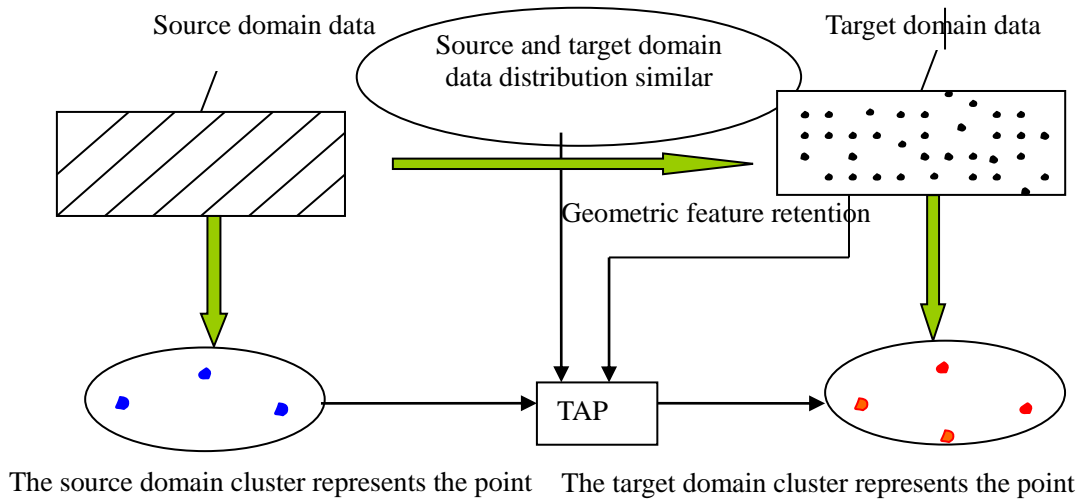 Source domain data
Source and target domain
data distribution similar
Target domain data
Geometric feature retention
TAP
The source domain cluster represents the point
The target domain cluster represents the point